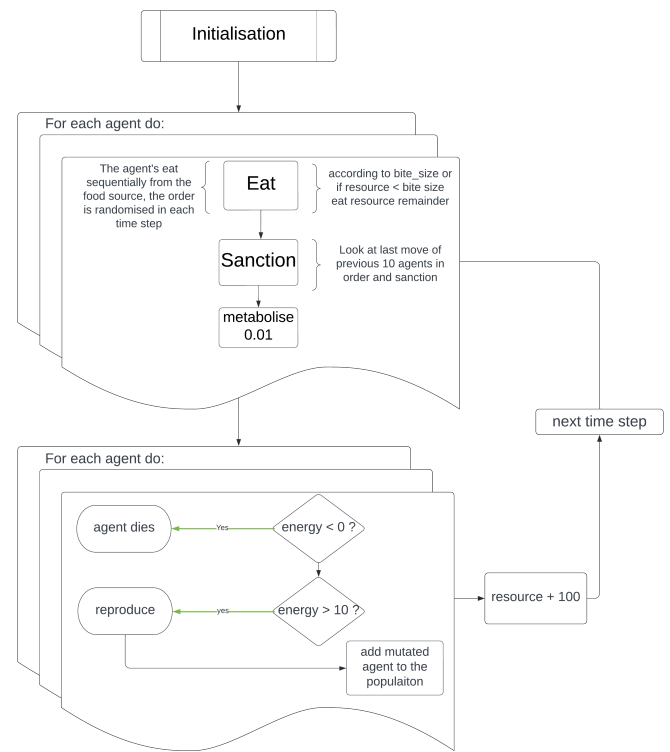 Initialisation
For each agent do:
The agent's eat
sequentially from the
food source, the order
is randomised in each
time step
Eat
according to bite_size or
if resource < bite size
eat resource remainder
Sanction
Look at last move of
previous 10 agents in
order and sanction
metabolise
0.01
next time step
For each agent do:
agent dies
Yes
energy < 0 ?
reproduce
yes
energy > 10 ?
resource + 100
add mutated
agent to the
populaiton